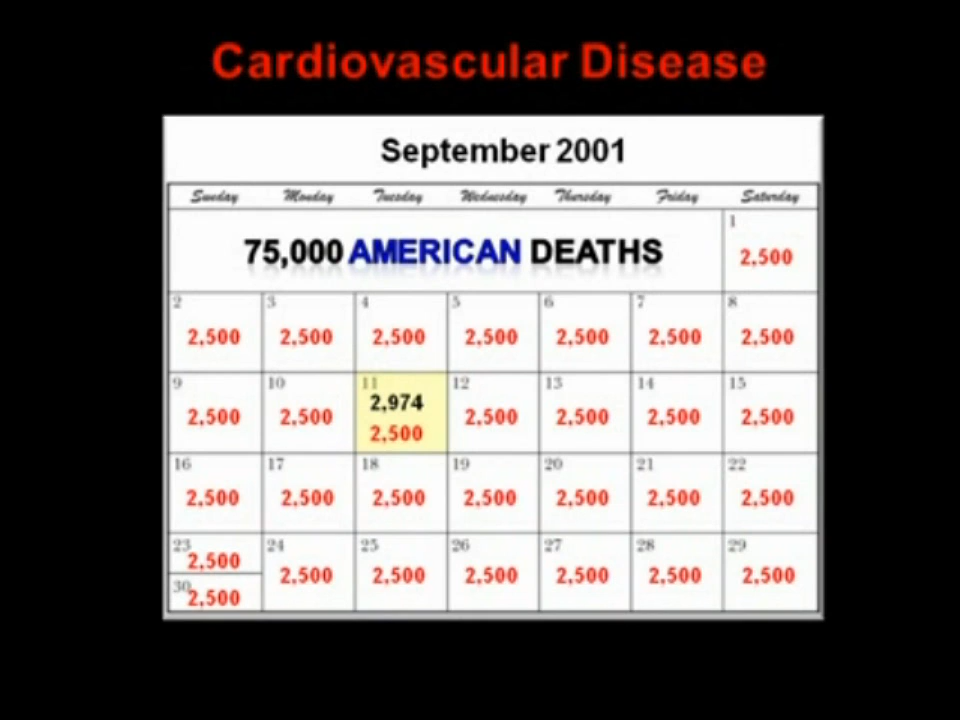 Cardiovascular Disease
September 2001
Sunday Monday Tuesday Wednesday Thursday Friday Saturday
75,000 AMERICAN DEATHS
1
2,500
2 3 4 5 6 7 8
2,500 2,500 2,500 2,500 2,500 2,500 2,500
9 10 11 12 13 14 15
2,974
2,500 2,500 2,500 2,500 2,500 2,500 2,500
16 17 18 19 20 21 22
2,500 2,500 2,500 2,500 2,500 2,500 2,500
23 24 25 26 27 28 29
2,500
2,500 2,500 2,500 2,500 2,500 2,500
30
2,500